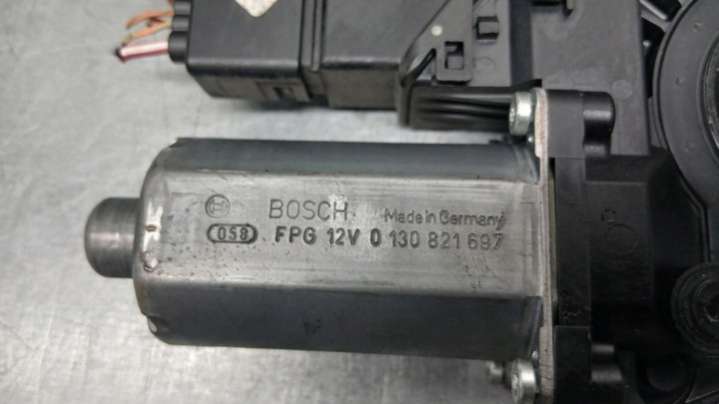 BOSCH Made in Germany
058 FPG 12V 0 130 821 697